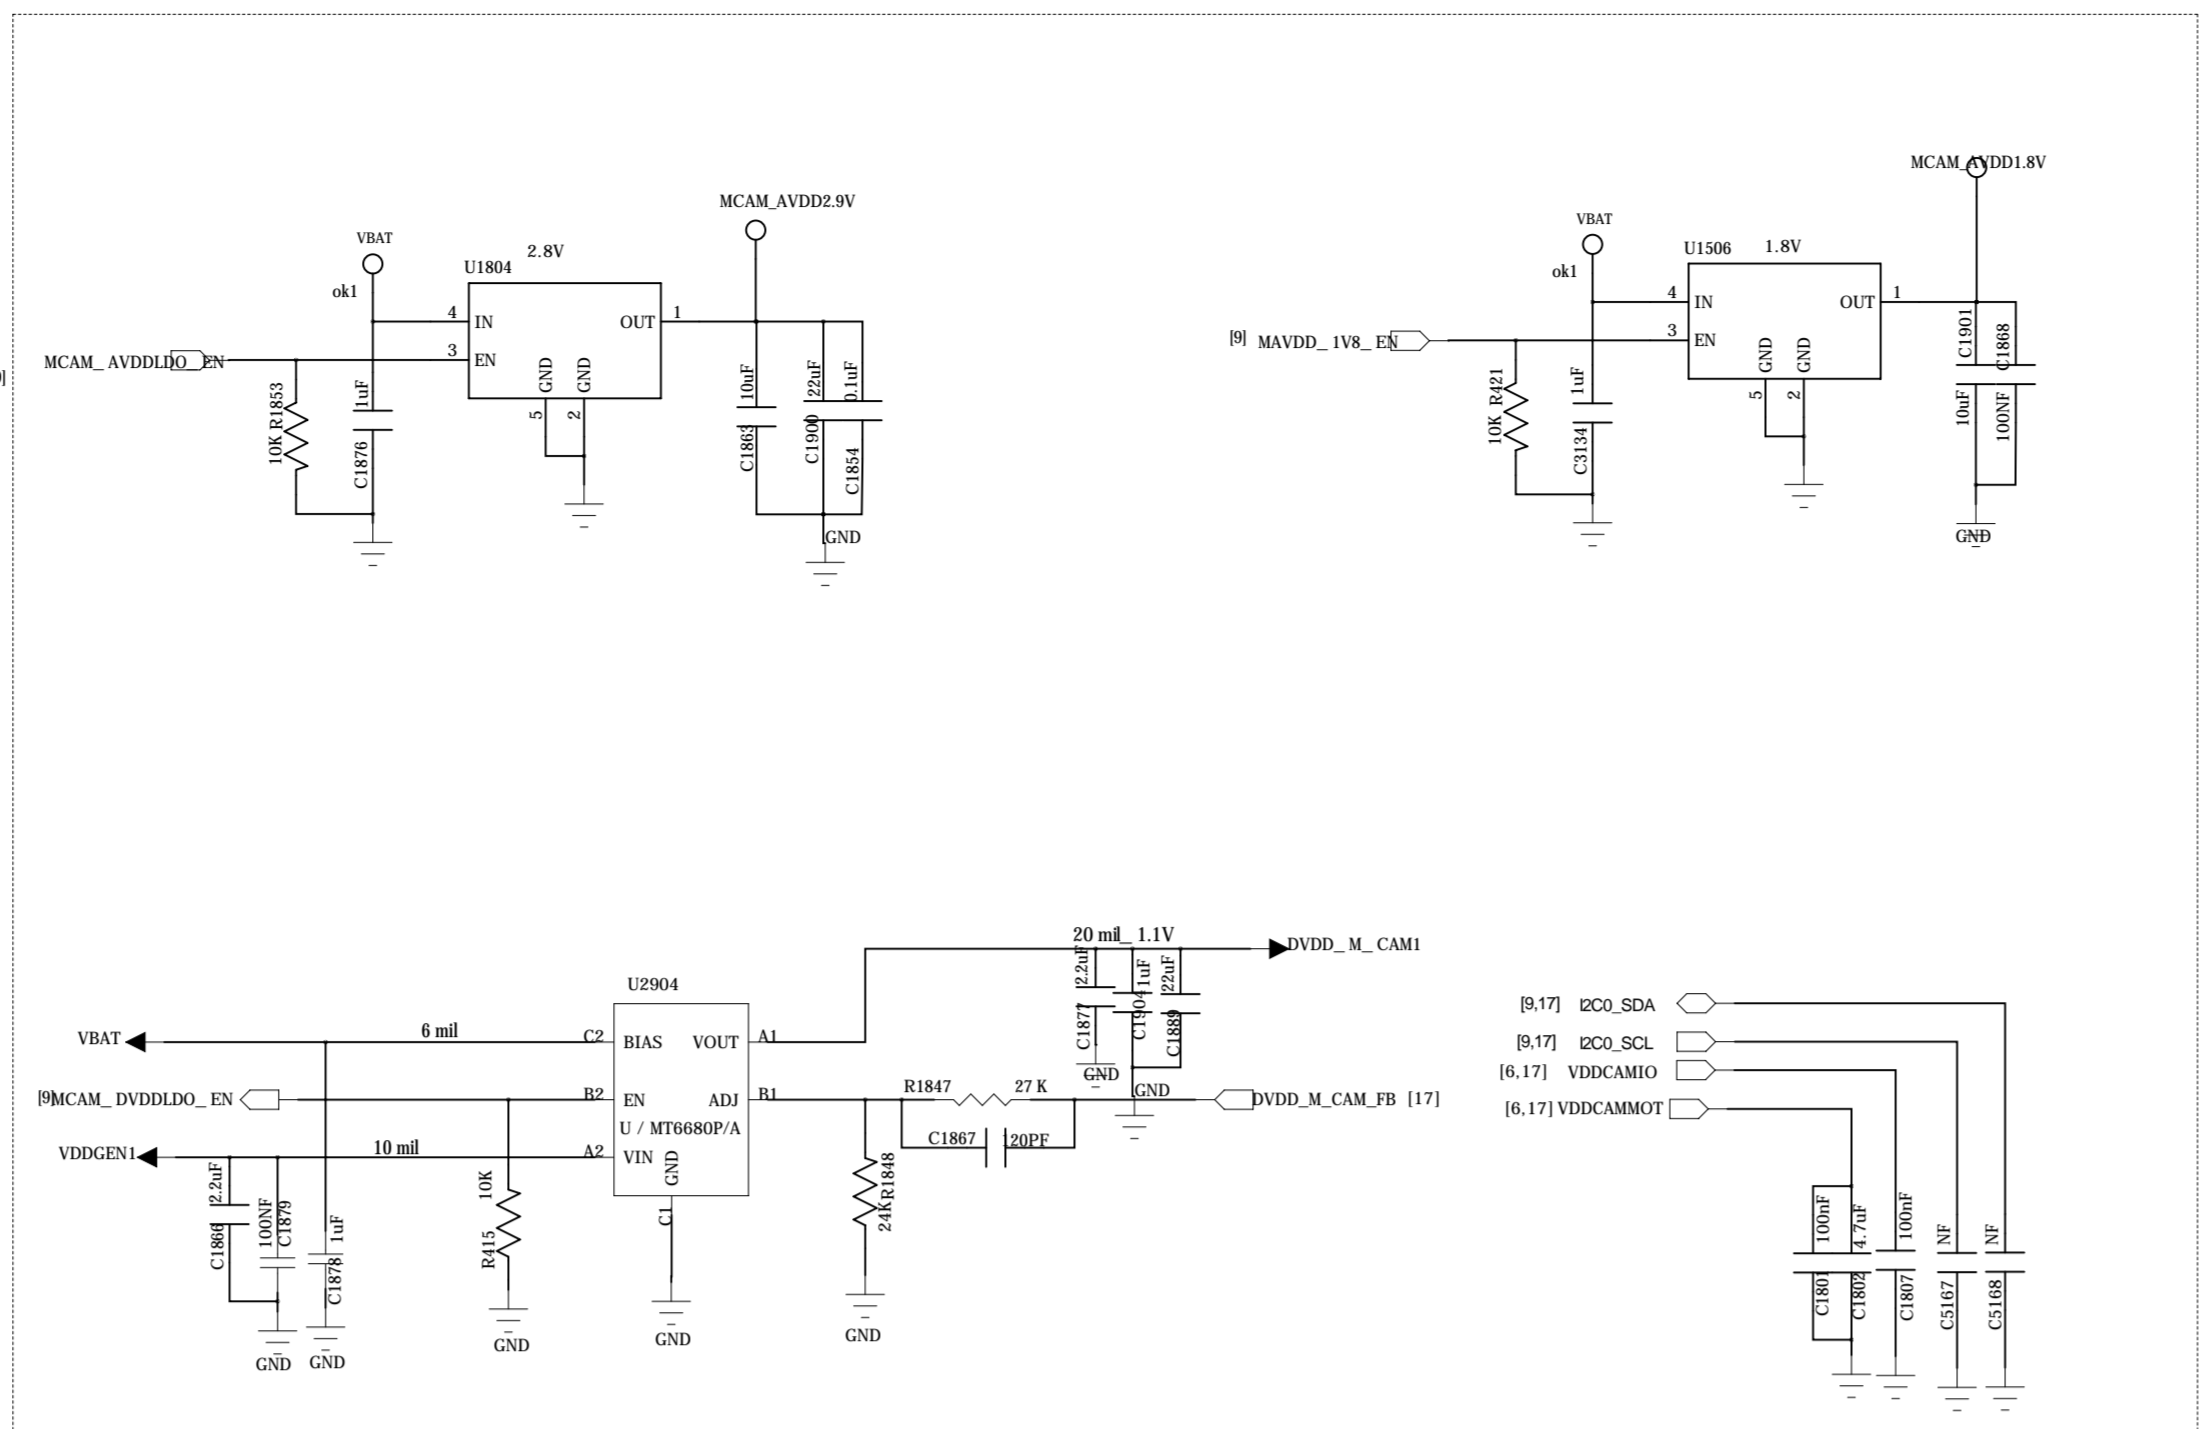 MCAM_AVDD2.9V
VBAT
ok1
U1804
2.8V
4
IN
OUT
1
MCAM_ AVDDLDO_ EN
3
EN
GND
GND
5
2
10K R1853
1uF
C1876
10uF
C1863
22uF
C1900
0.1uF
C1854
GND
MCAM_AVDD1.8V
VBAT
ok1
U1506
1.8V
4
IN
OUT
1
[9]
MAVDD_ 1V8_ EN
3
EN
GND
GND
5
2
10K R421
1uF
C3134
C1901
10uF
C1868
100NF
GND
20 mil_ 1.1V
DVDD_ M_ CAM1
2.2uF
C1877
1uF
C1904
22uF
C1889
GND
GND
U2904
VBAT
6 mil
C2
BIAS
VOUT
A1
[9]MCAM_ DVDDLDO_ EN
B2
EN
ADJ
B1
U / MT6680P/A
VDDGEN1
10 mil
A2
VIN
GND
C1
GND
2.2uF
C1866
100NF
C1879
1uF
C1878
GND
GND
10K
R415
GND
R1847
27 K
C1867
120PF
DVDD_M_CAM_FB [17]
24K R1848
GND
[9,17] I2C0_SDA
[9,17] I2C0_SCL
[6,17] VDDCAMIO
[6,17] VDDCAMMOT
100nF
C1801
4.7uF
C1802
100nF
C1807
NF
C5167
NF
C5168